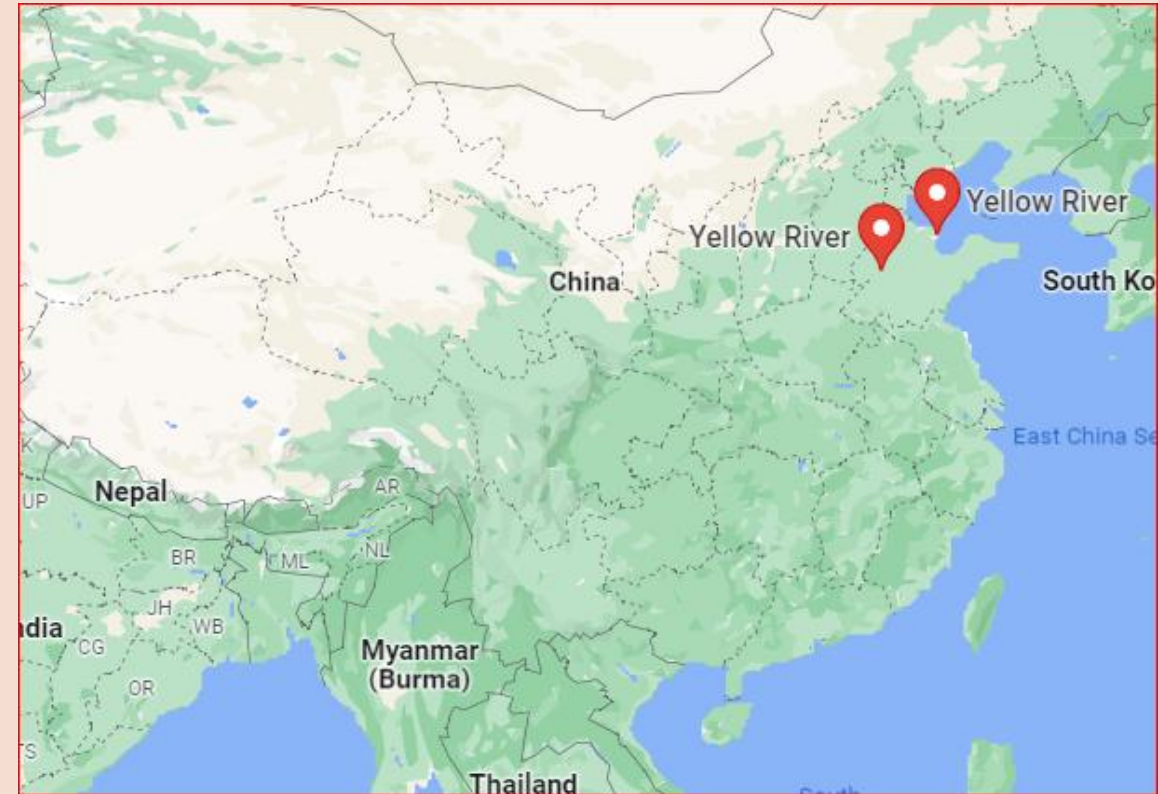 Yellow River
Yellow River
China
South Ko
East China Se
Nepal
AR
UP
BR
ML
NL
JH
WB
dia
CG
Myanmar
(Burma)
OR
Thailand